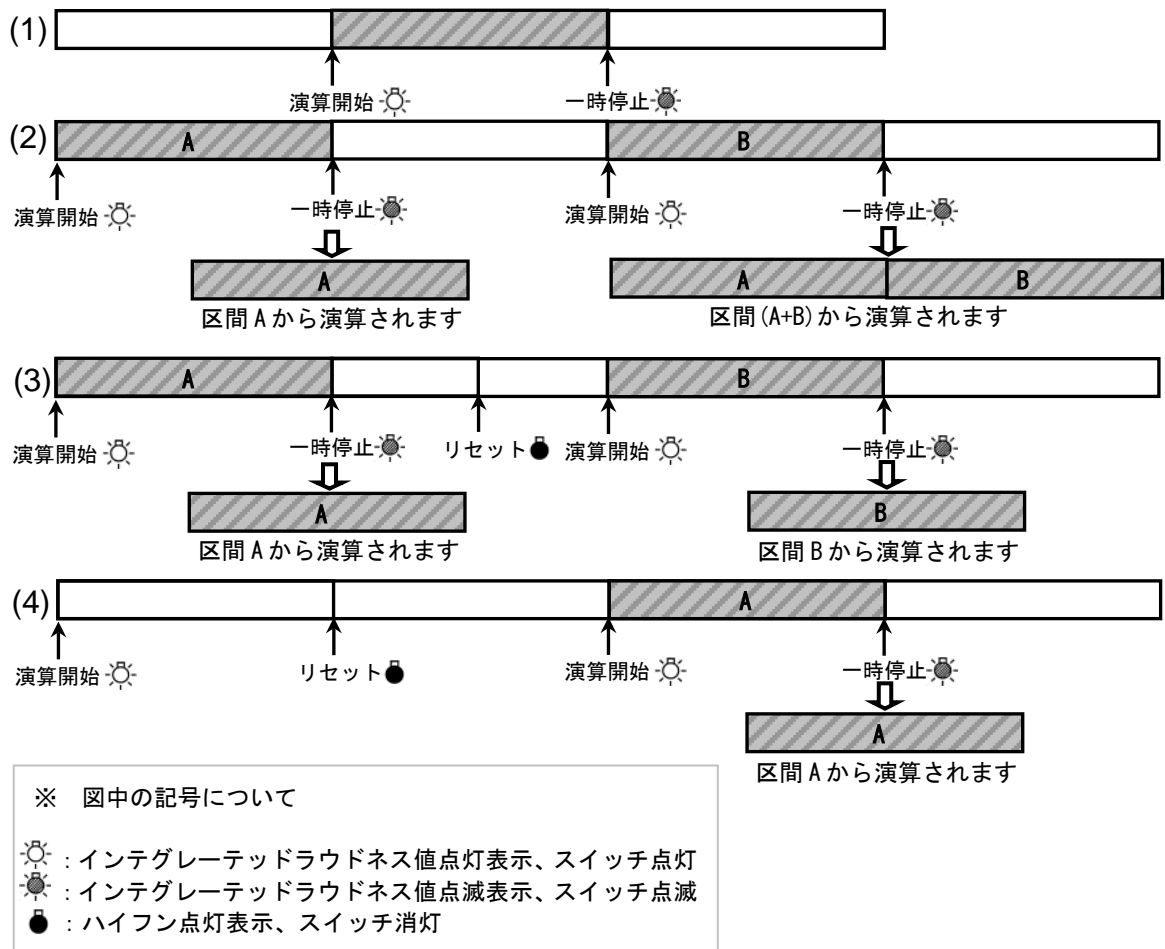 (1)
演算開始 一時停止
(2) A B
演算開始 一時停止 演算開始 一時停止
A A B
区間 A から演算されます 区間(A+B)から演算されます
(3) A B
演算開始 一時停止 リセット 演算開始 一時停止
A B
区間 A から演算されます 区間 B から演算されます
(4) A
演算開始 リセット 演算開始 一時停止
A
区間 A から演算されます
※ 図中の記号について
：インテグレーテッドラウドネス値点灯表示、スイッチ点灯
：インテグレーテッドラウドネス値点滅表示、スイッチ点滅
：ハイフン点灯表示、スイッチ消灯